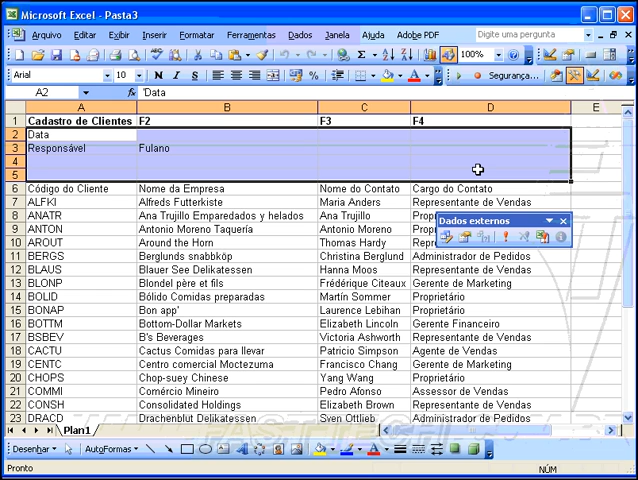 Microsoft Excel - Pasta3
Arquivo Editar Exibir Inserir Formatar Ferramentas Dados Janela Ajuda Adobe PDF Digite uma pergunta
100%
Arial 10 N I S Segurança...
A2 fx 'Data
A B C D E
1 Cadastro de Clientes F2 F3 F4
2 Data
3 Responsável Fulano
4
5
6 Código do Cliente Nome da Empresa Nome do Contato Cargo do Contato
7 ALFKI Alfreds Futterkiste Maria Anders Representante de Vendas
8 ANATR Ana Trujillo Emparedados y helados Ana Trujillo
Dados externos
9 ANTON Antonio Moreno Taquería Antonio Moreno
10 AROUT Around the Horn Thomas Hardy
11 BERGS Berglunds snabbköp Christina Berglund Administrador de Pedidos
12 BLAUS Blauer See Delikatessen Hanna Moos Representante de Vendas
13 BLONP Blondel père et fils Frédérique Citeaux Gerente de Marketing
14 BOLID Bólido Comidas preparadas Martín Sommer Proprietário
15 BONAP Bon app' Laurence Lebihan Proprietário
16 BOTTM Bottom-Dollar Markets Elizabeth Lincoln Gerente Financeiro
17 BSBEV B's Beverages Victoria Ashworth Representante de Vendas
18 CACTU Cactus Comidas para llevar Patricio Simpson Agente de Vendas
19 CENTC Centro comercial Moctezuma Francisco Chang Gerente de Marketing
20 CHOPS Chop-suey Chinese Yang Wang Proprietário
21 COMMI Comércio Mineiro Pedro Afonso Assessor de Vendas
22 CONSH Consolidated Holdings Elizabeth Brown Representante de Vendas
23 DRACD Drachenblut Delikatessen Sven Ottlieb Administrador de Pedidos
Plan1
Desenhar AutoFormas
Pronto NÚM